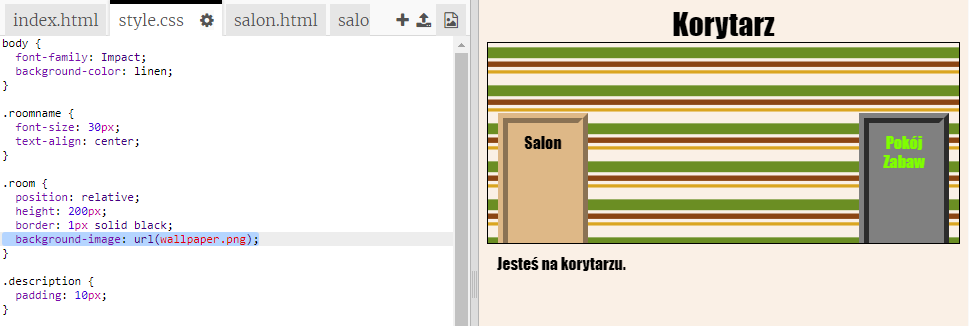 index.html
style.css
salon.html
salo
body {
  font-family: Impact;
  background-color: linen;
}

.roomname {
  font-size: 30px;
  text-align: center;
}

.room {
  position: relative;
  height: 200px;
  border: 1px solid black;
  background-image: url(wallpaper.png);
}

.description {
  padding: 10px;
}
Korytarz
Salon
Pokój
Zabaw
Jesteś na korytarzu.